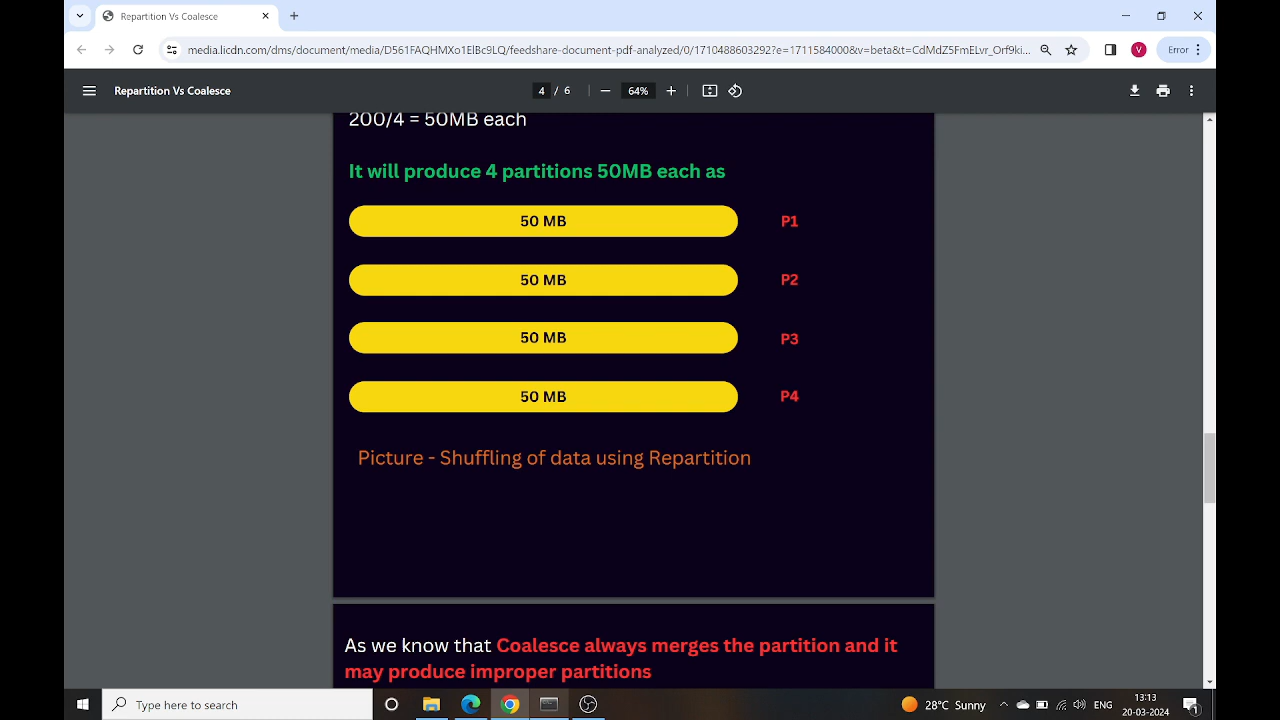 Repartition Vs Coalesce
media.licdn.com/dms/document/media/D561FAQHMXo1ElBc9LQ/feedshare-document-pdf-analyzed/0/1710488603292?e=1711584000&v=beta&t=CdMdZ5FmELvr_Orf9ki...
V
Error
Repartition Vs Coalesce
4 / 6
64%
200/4 = 50MB each
It will produce 4 partitions 50MB each as
50 MB P1
50 MB P2
50 MB P3
50 MB P4
Picture - Shuffling of data using Repartition
As we know that Coalesce always merges the partition and it
may produce improper partitions
Type here to search
28°C Sunny
ENG
13:13
20-03-2024